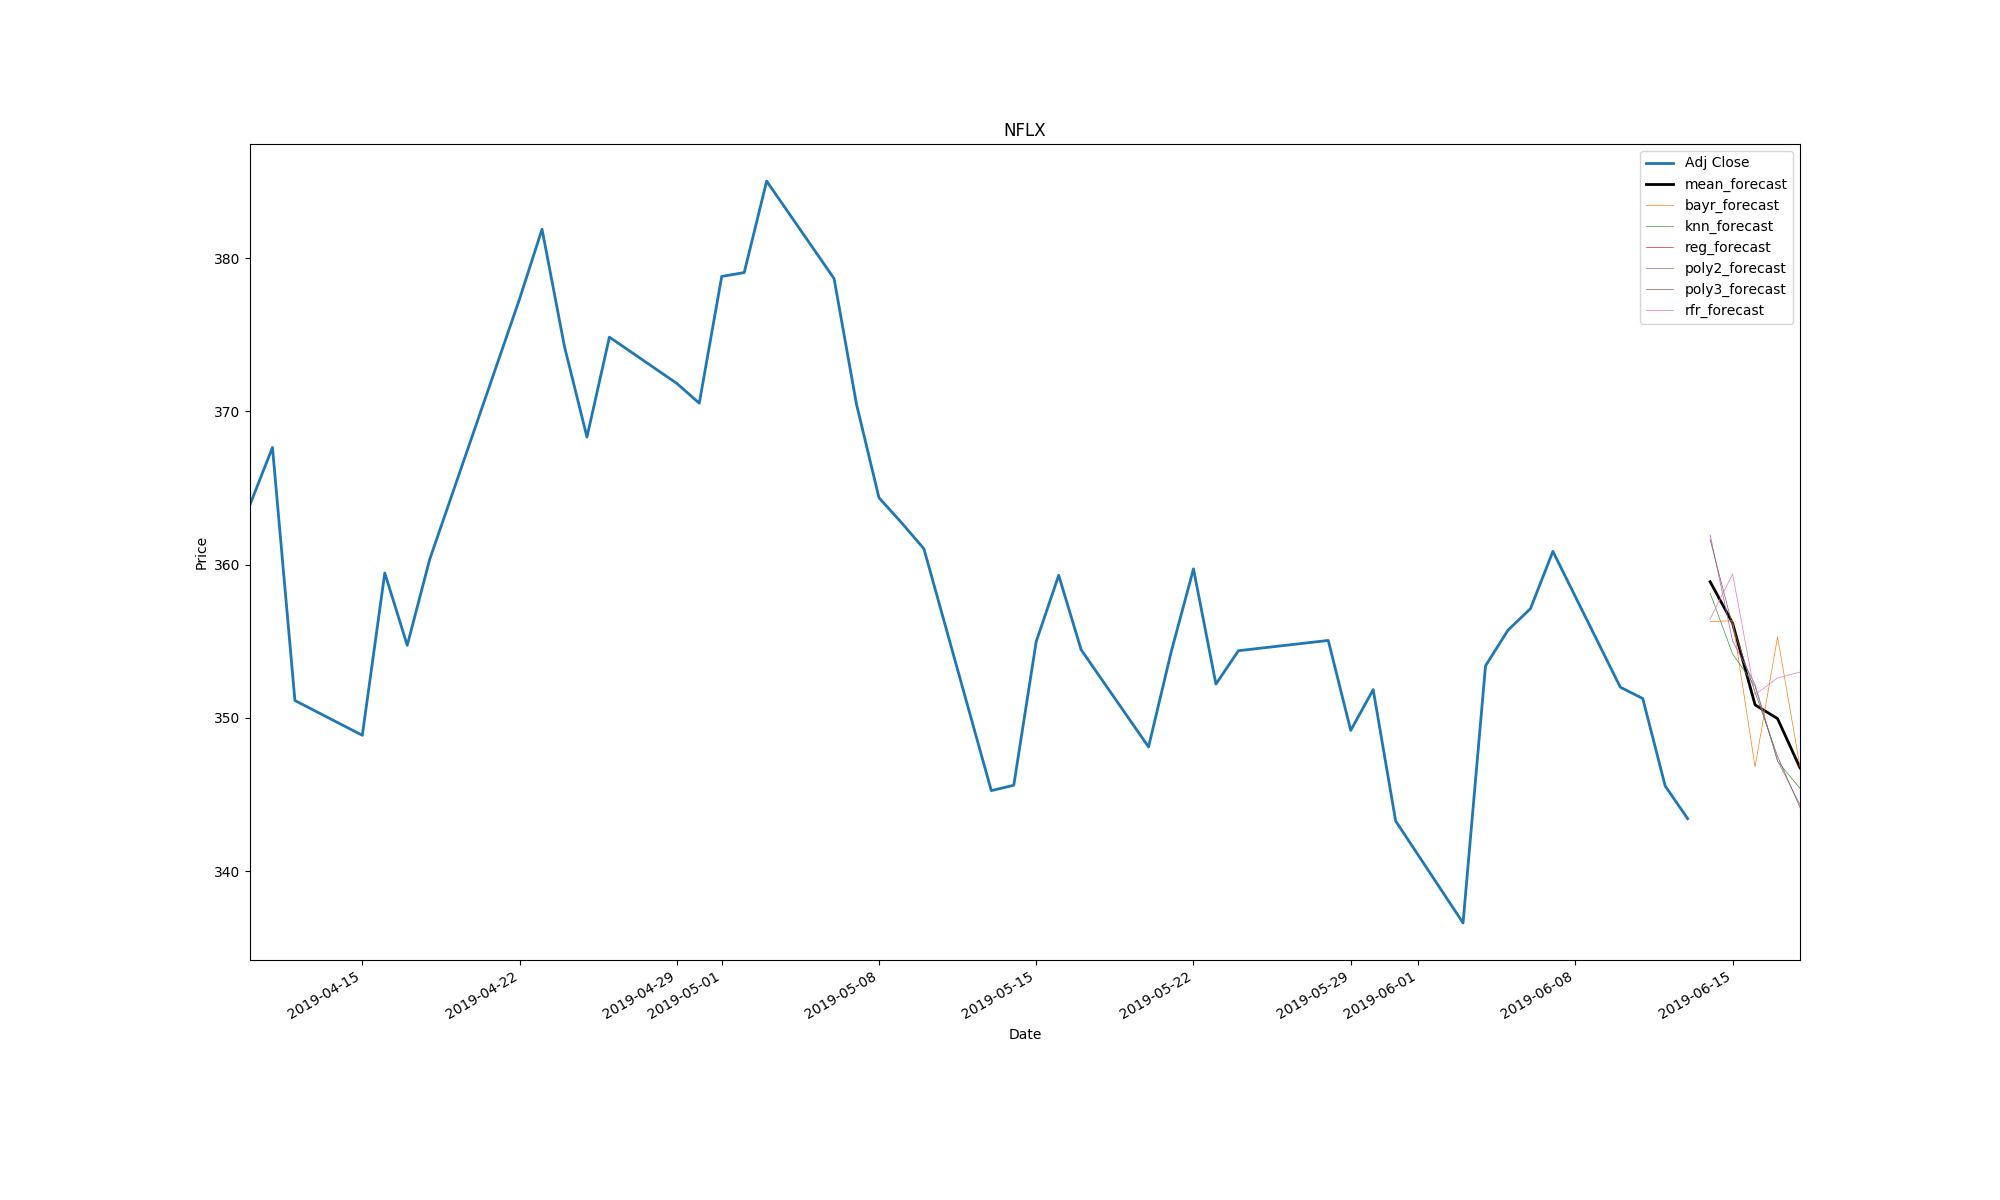 NFLX
Adj Close
mean_forecast
bayr_forecast
knn_forecast
reg_forecast
poly2_forecast
poly3_forecast
rfr_forecast
380
370
360
350
340
Price
2019-04-15
2019-04-22
2019-04-29
2019-05-01
2019-05-08
2019-05-15
2019-05-22
2019-05-29
2019-06-01
2019-06-08
2019-06-15
Date